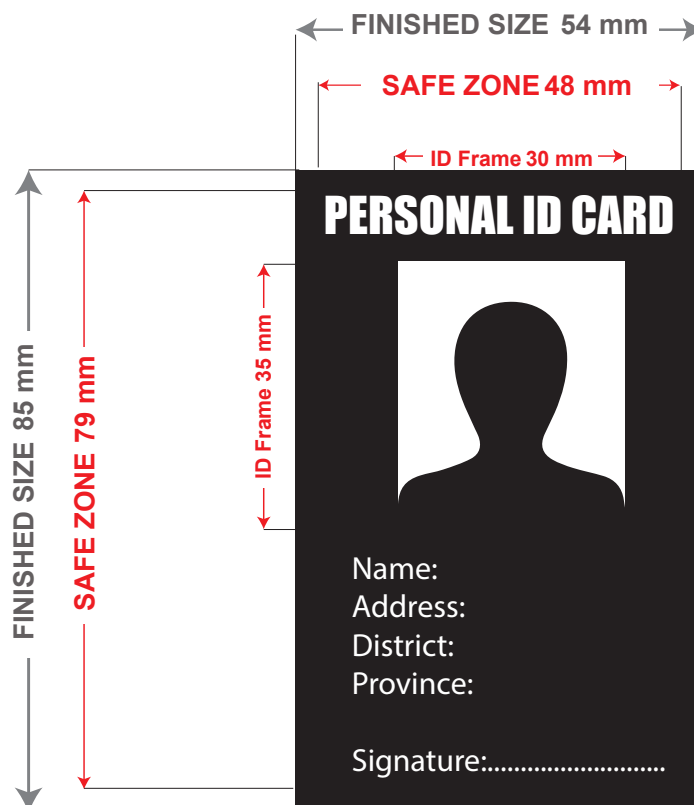 FINISHED SIZE 54 mm
SAFE ZONE 48 mm
ID Frame 30 mm
FINISHED SIZE 85 mm
SAFE ZONE 79 mm
ID Frame 35 mm
PERSONAL ID CARD
Name:
Address:
District:
Province:
Signature:..........................